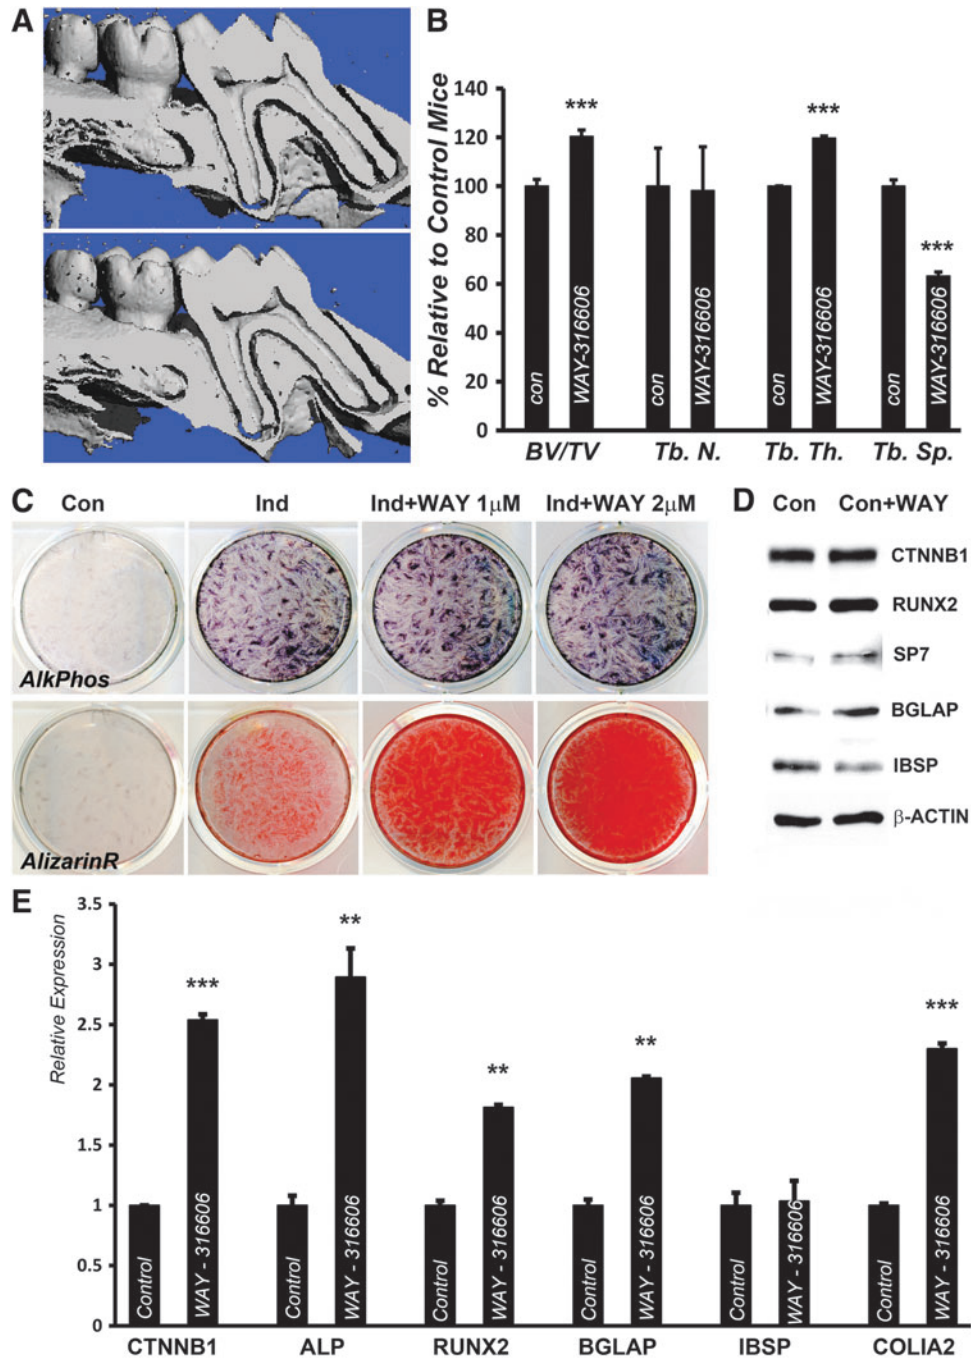 A
B
% Relative to Control Mice
140
120
100
80
60
40
20
0
***
***
***
con
WAY-316606
con
WAY-316606
con
WAY-316606
con
WAY-316606
BV/TV Tb. N. Tb. Th. Tb. Sp.
C
Con Ind Ind+WAY 1μM Ind+WAY 2μM
AlkPhos
AlizarinR
D
Con Con+WAY
CTNNB1
RUNX2
SP7
BGLAP
IBSP
β-ACTIN
E
Relative Expression
3.5
3
2.5
2
1.5
1
0.5
0
***
**
**
**
***
Control
WAY - 316606
Control
WAY - 316606
Control
WAY - 316606
Control
WAY - 316606
Control
WAY - 316606
Control
WAY - 316606
CTNNB1 ALP RUNX2 BGLAP IBSP COLIA2